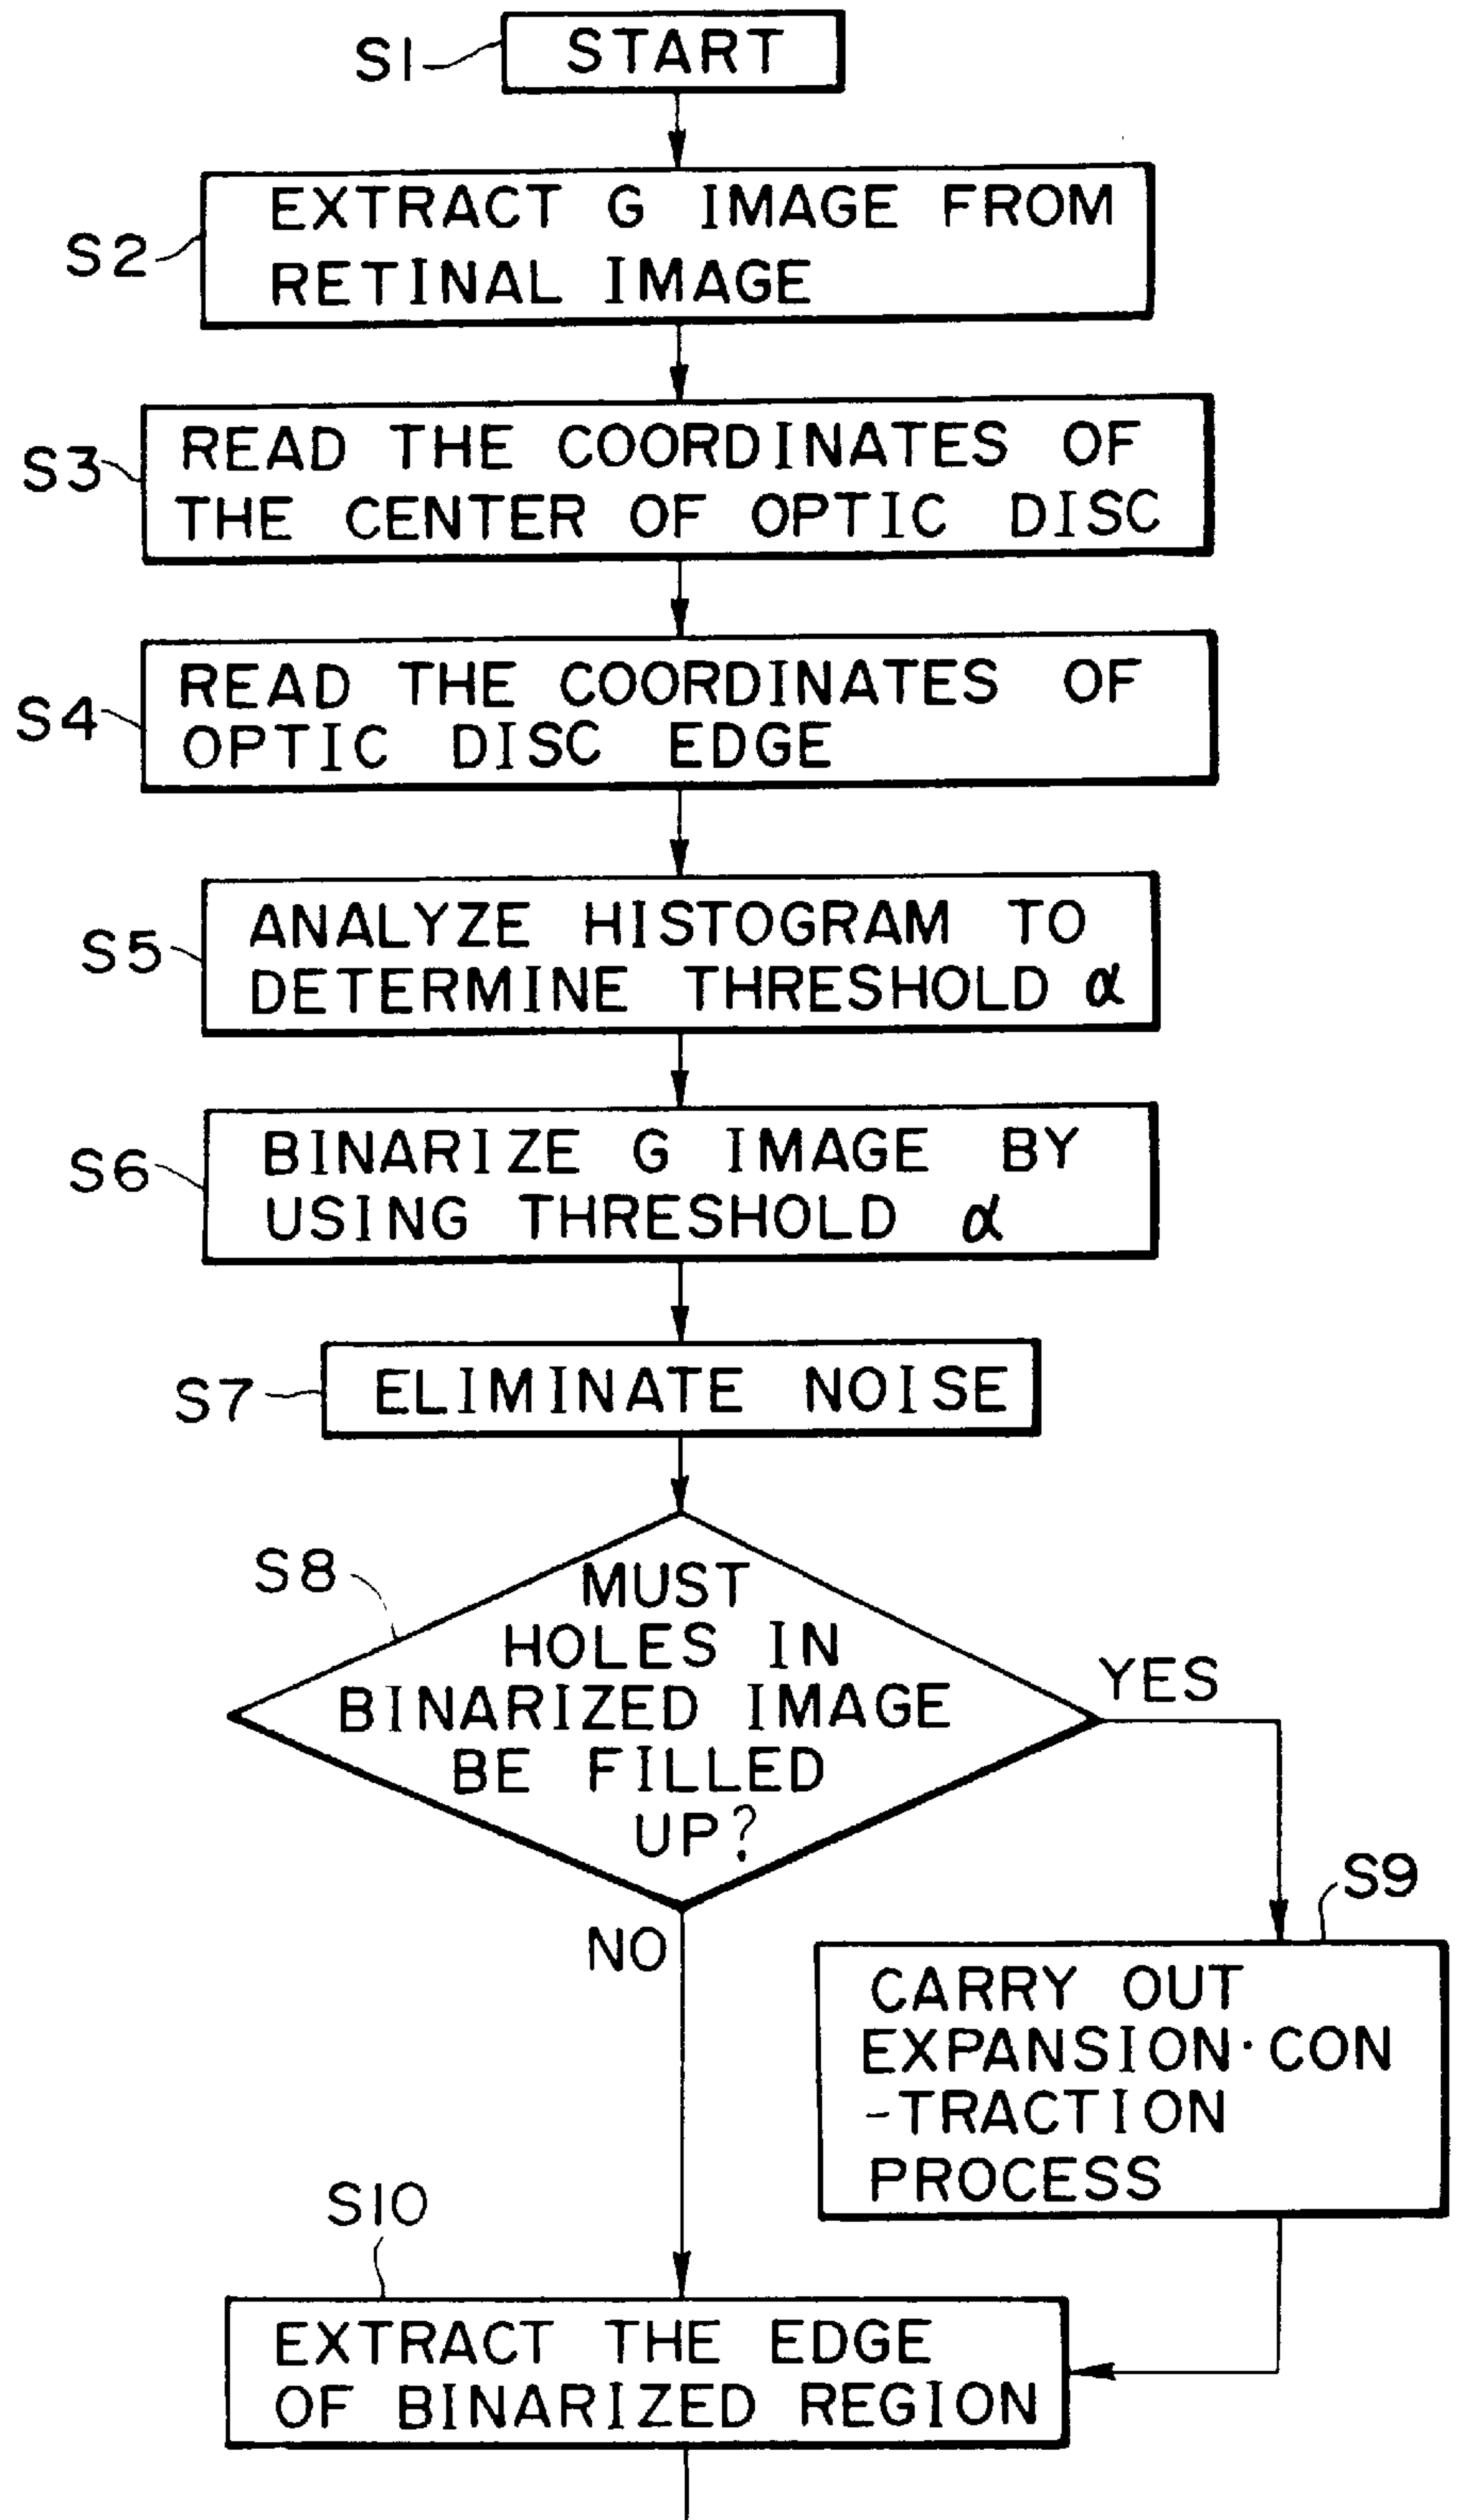 S1
START
S2
EXTRACT G IMAGE FROM
RETINAL IMAGE
S3
READ THE COORDINATES OF
THE CENTER OF OPTIC DISC
S4
READ THE COORDINATES OF
OPTIC DISC EDGE
S5
ANALYZE HISTOGRAM TO
DETERMINE THRESHOLD α
S6
BINARIZE G IMAGE BY
USING THRESHOLD α
S7
ELIMINATE NOISE
S8
MUST
HOLES IN
BINARIZED IMAGE
BE FILLED
UP?
YES
NO
S9
CARRY OUT
EXPANSION·CON
-TRACTION
PROCESS
S10
EXTRACT THE EDGE
OF BINARIZED REGION